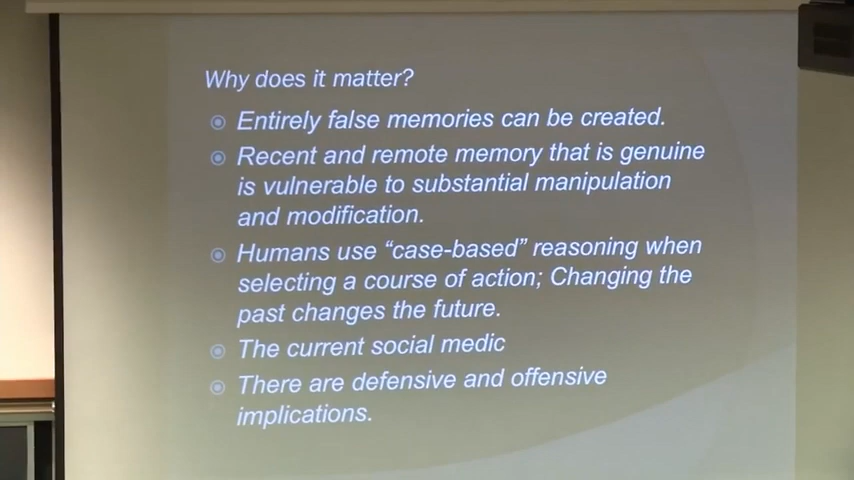 Why does it matter?
Entirely false memories can be created.
Recent and remote memory that is genuine
is vulnerable to substantial manipulation
and modification.
Humans use “case-based” reasoning when
selecting a course of action; Changing the
past changes the future.
The current social medic
There are defensive and offensive
implications.